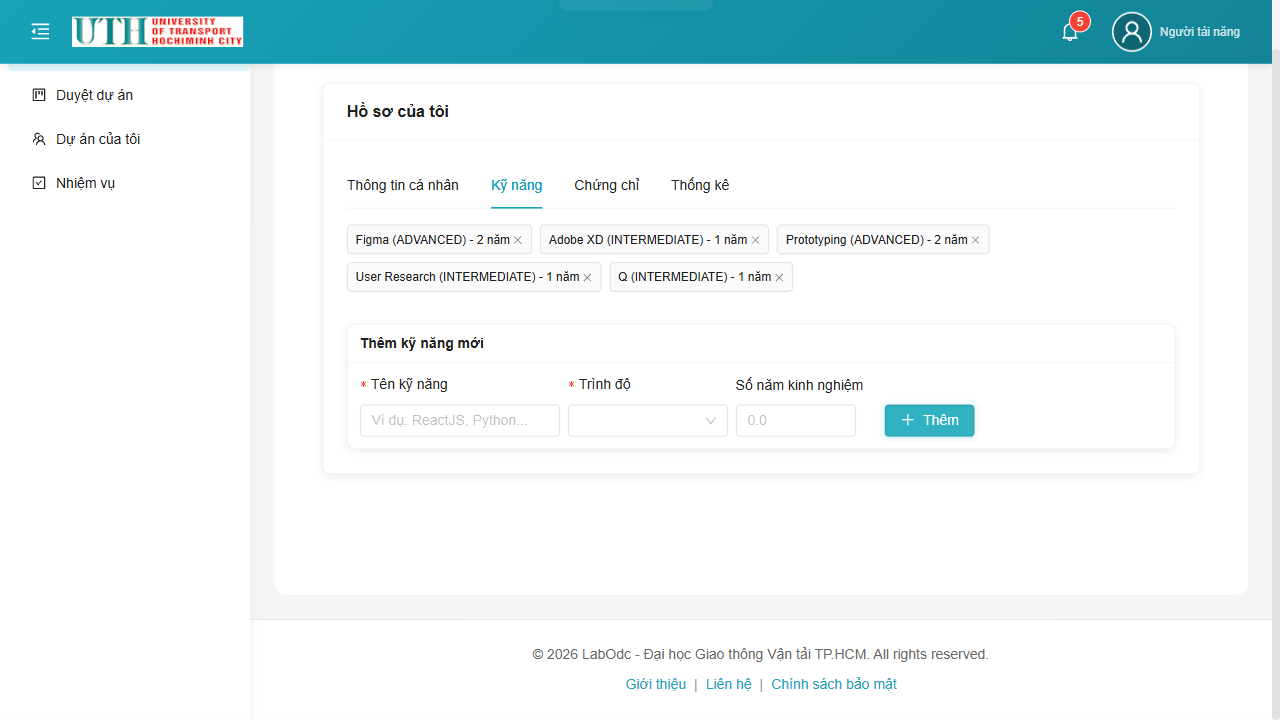 UTH UNIVERSITY OF TRANSPORT HOCHIMINH CITY
5
Người tài năng
Duyệt dự án
Dự án của tôi
Nhiệm vụ
Hồ sơ của tôi
Thông tin cá nhân
Kỹ năng
Chứng chỉ
Thống kê
Figma (ADVANCED) - 2 năm
Adobe XD (INTERMEDIATE) - 1 năm
Prototyping (ADVANCED) - 2 năm
User Research (INTERMEDIATE) - 1 năm
Q (INTERMEDIATE) - 1 năm
Thêm kỹ năng mới
* Tên kỹ năng
* Trình độ
Số năm kinh nghiệm
Ví dụ: ReactJS, Python...
0.0
Thêm
© 2026 LabOdc - Đại học Giao thông Vận tải TP.HCM. All rights reserved.
Giới thiệu | Liên hệ | Chính sách bảo mật